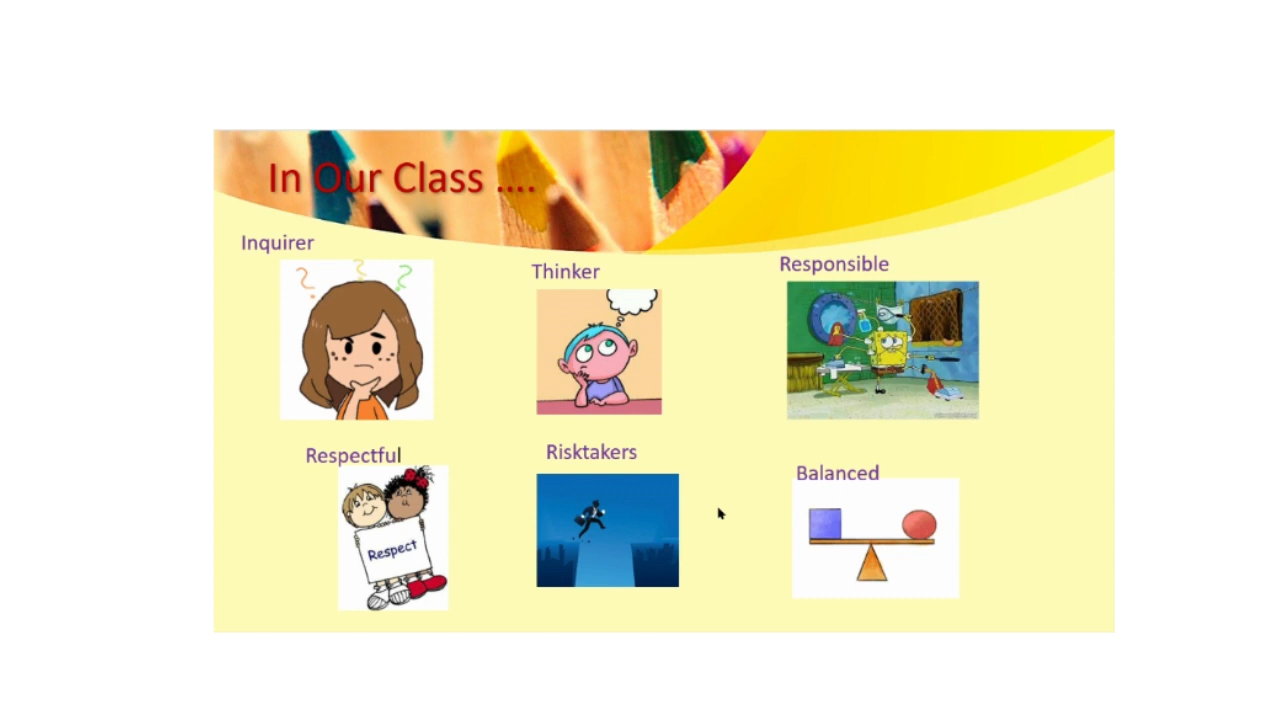 In Our Class ....
Inquirer
Thinker
Responsible
Respectful
Risktakers
Balanced
Respect